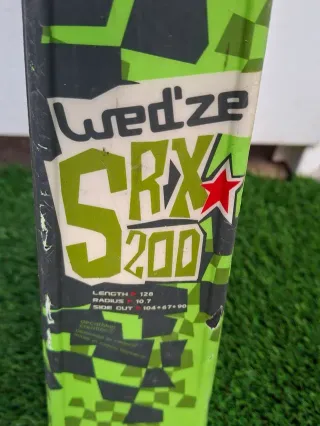 wed'ze
SRX
200
LENGTH > 128
RADIUS > 10.7
SIDE CUT > 104*67*90